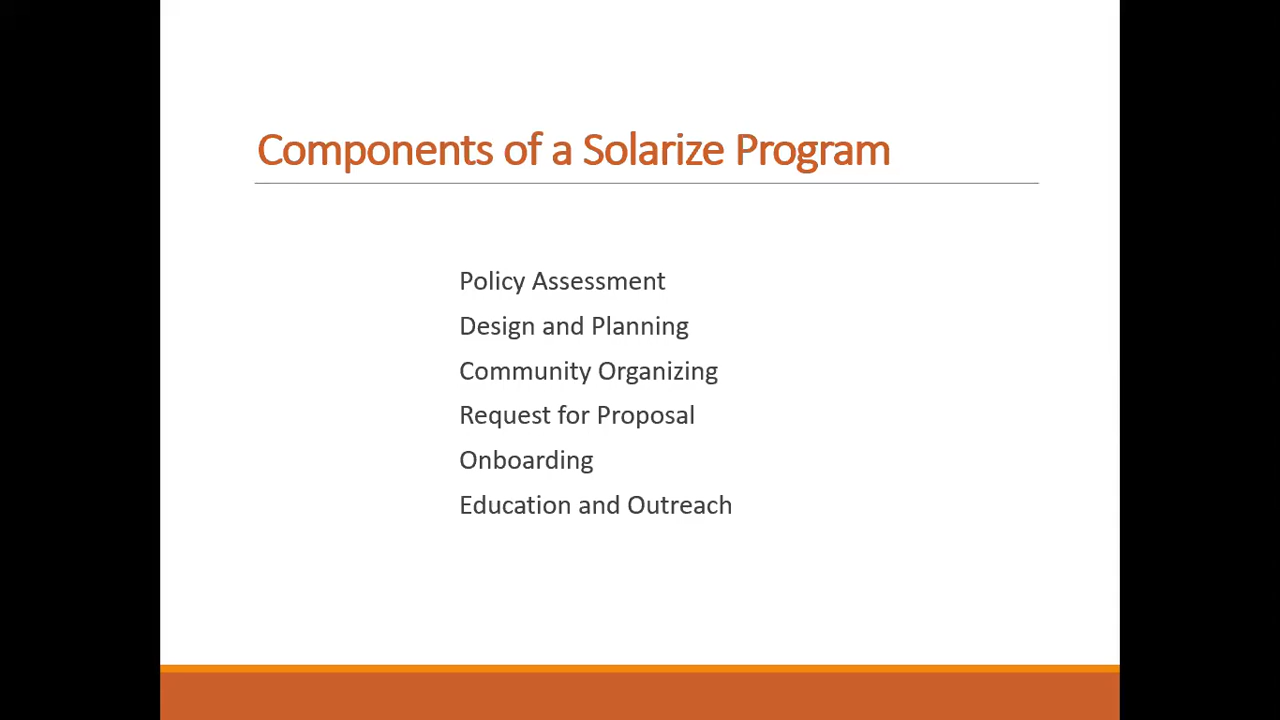 Components of a Solarize Program
Policy Assessment
Design and Planning
Community Organizing
Request for Proposal
Onboarding
Education and Outreach